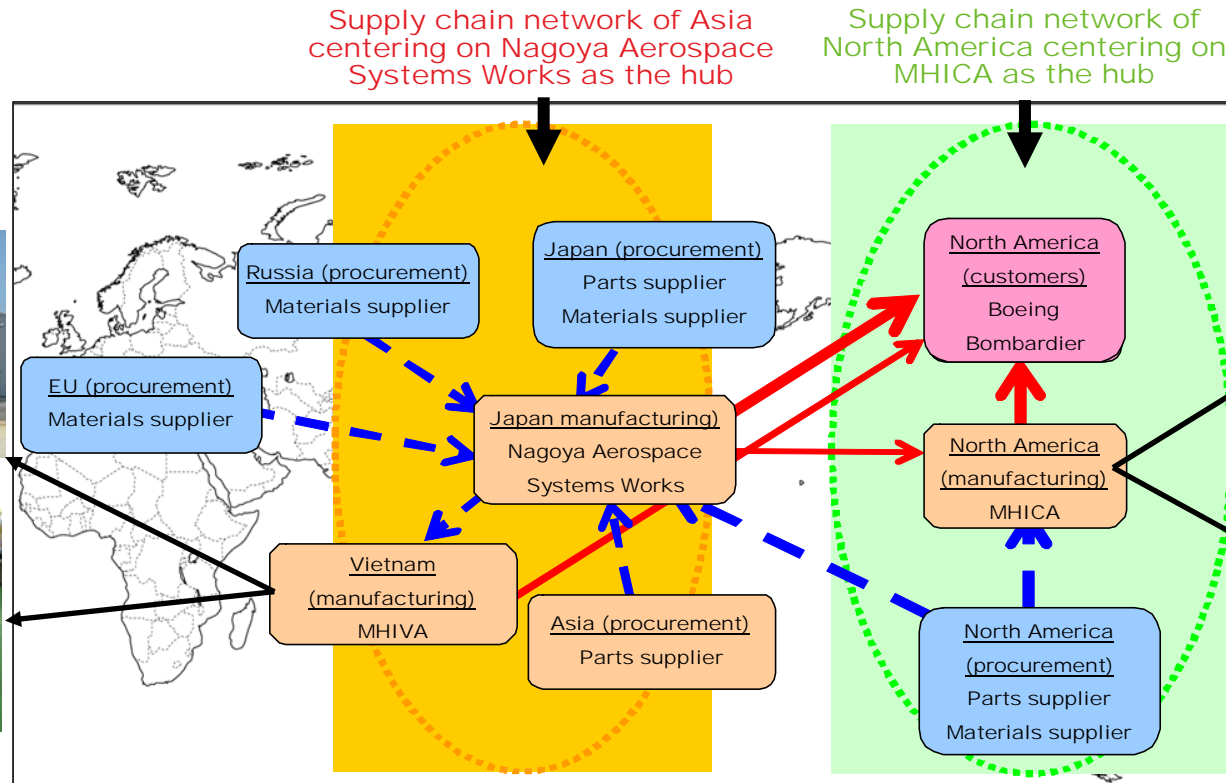 Supply chain network of Asia
centering on Nagoya Aerospace
Systems Works as the hub
Supply chain network of
North America centering on
MHICA as the hub
Russia (procurement)
Materials supplier
Japan (procurement)
Parts supplier
Materials supplier
North America
(customers)
Boeing
Bombardier
EU (procurement)
Materials supplier
Japan manufacturing)
Nagoya Aerospace
Systems Works
North America
(manufacturing)
MHICA
Vietnam
(manufacturing)
MHIVA
Asia (procurement)
Parts supplier
North America
(procurement)
Parts supplier
Materials supplier